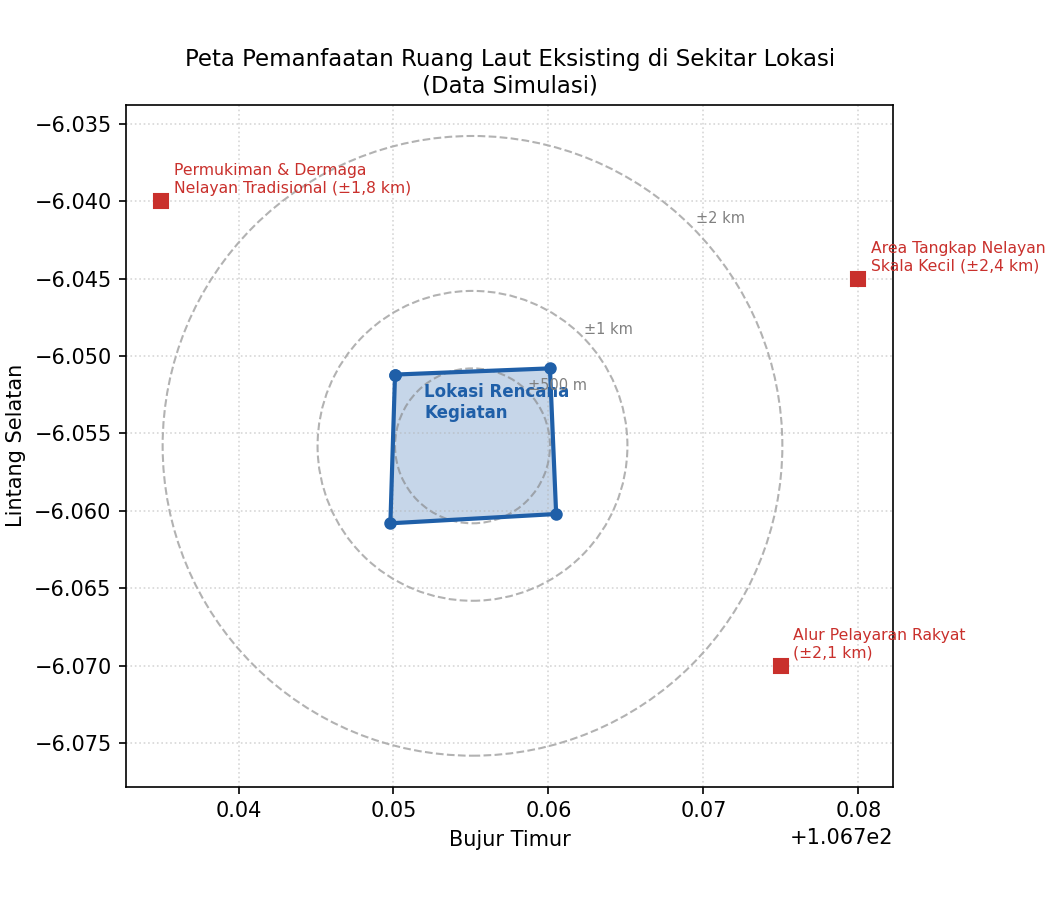 Peta Pemanfaatan Ruang Laut Eksisting di Sekitar Lokasi
(Data Simulasi)
Lintang Selatan
−6.035
−6.040
−6.045
−6.050
−6.055
−6.060
−6.065
−6.070
−6.075
Permukiman & Dermaga
Nelayan Tradisional (±1,8 km)
±2 km
Area Tangkap Nelayan
Skala Kecil (±2,4 km)
±1 km
±500 m
Lokasi Rencana
Kegiatan
Alur Pelayaran Rakyat
(±2,1 km)
0.04
0.05
0.06
0.07
0.08
Bujur Timur
+1.067e2